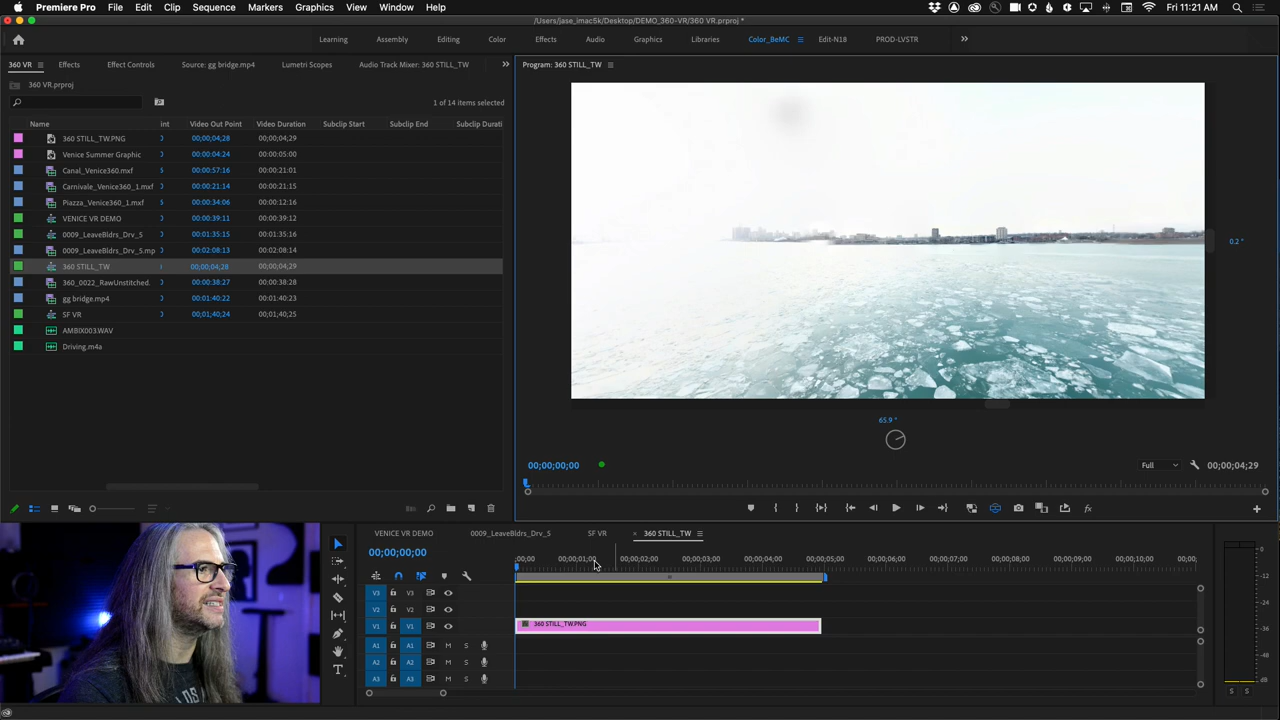 Premiere Pro File Edit Clip Sequence Markers Graphics View Window Help Fri 11:21 AM
/Users/jase_imac5k/Desktop/DEMO_360-VR/360 VR.prproj *
Learning Assembly Editing Color Effects Audio Graphics Libraries Color_BeMC Edit-N18 PROD-LVSTR
360 VR Effects Effect Controls Source: gg bridge.mp4 Lumetri Scopes Audio Track Mixer: 360 STILL_TW Program: 360 STILL_TW
360 VR.prproj
1 of 14 items selected
Name int Video Out Point Video Duration Subclip Start Subclip End Subclip Durati
360 STILL_TW.PNG 00;00;04;28 00;00;04;29
Venice Summer Graphic 00:00:04:24 00:00:05:00
Canal_Venice360.mxf 00:00:57:16 00:00:21:01
Carnivale_Venice360_1.mxf 00:00:21:14 00:00:21:15
Piazza_Venice360_1.mxf 00:00:34:06 00:00:12:16
VENICE VR DEMO 00:00:39:11 00:00:39:12
0009_LeaveBldrs_Drv_S 00:01:35:15 00:01:35:16
0009_LeaveBldrs_Drv_S.mp 00:02:08:13 00:02:08:14
360 STILL_TW 00;00;04;28 00;00;04;29
360_0022_RawUnstitched. 00:00:38:27 00:00:38:28
gg bridge.mp4 00;01;40;22 00;01;40;23
SF VR 00;01;40;24 00;01;40;25
AMBIX003.WAV
Driving.m4a
0.2 °
65.9 °
00;00;00;00 Full 00;00;04;29
VENICE VR DEMO 0009_LeaveBldrs_Drv_S SF VR × 360 STILL_TW
00;00;00;00
;00;00 00;00;01;00 00;00;02;00 00;00;03;00 00;00;04;00 00;00;05;00 00;00;06;00 00;00;07;00 00;00;08;00 00;00;09;00 00;00;10;00 00;00;
V3 V3
V2 V2
V1 V1 360 STILL_TW.PNG
A1 A1 M S
A2 A2 M S
A3 A3 M S
0
-12
-24
-36
-48
dB
S S